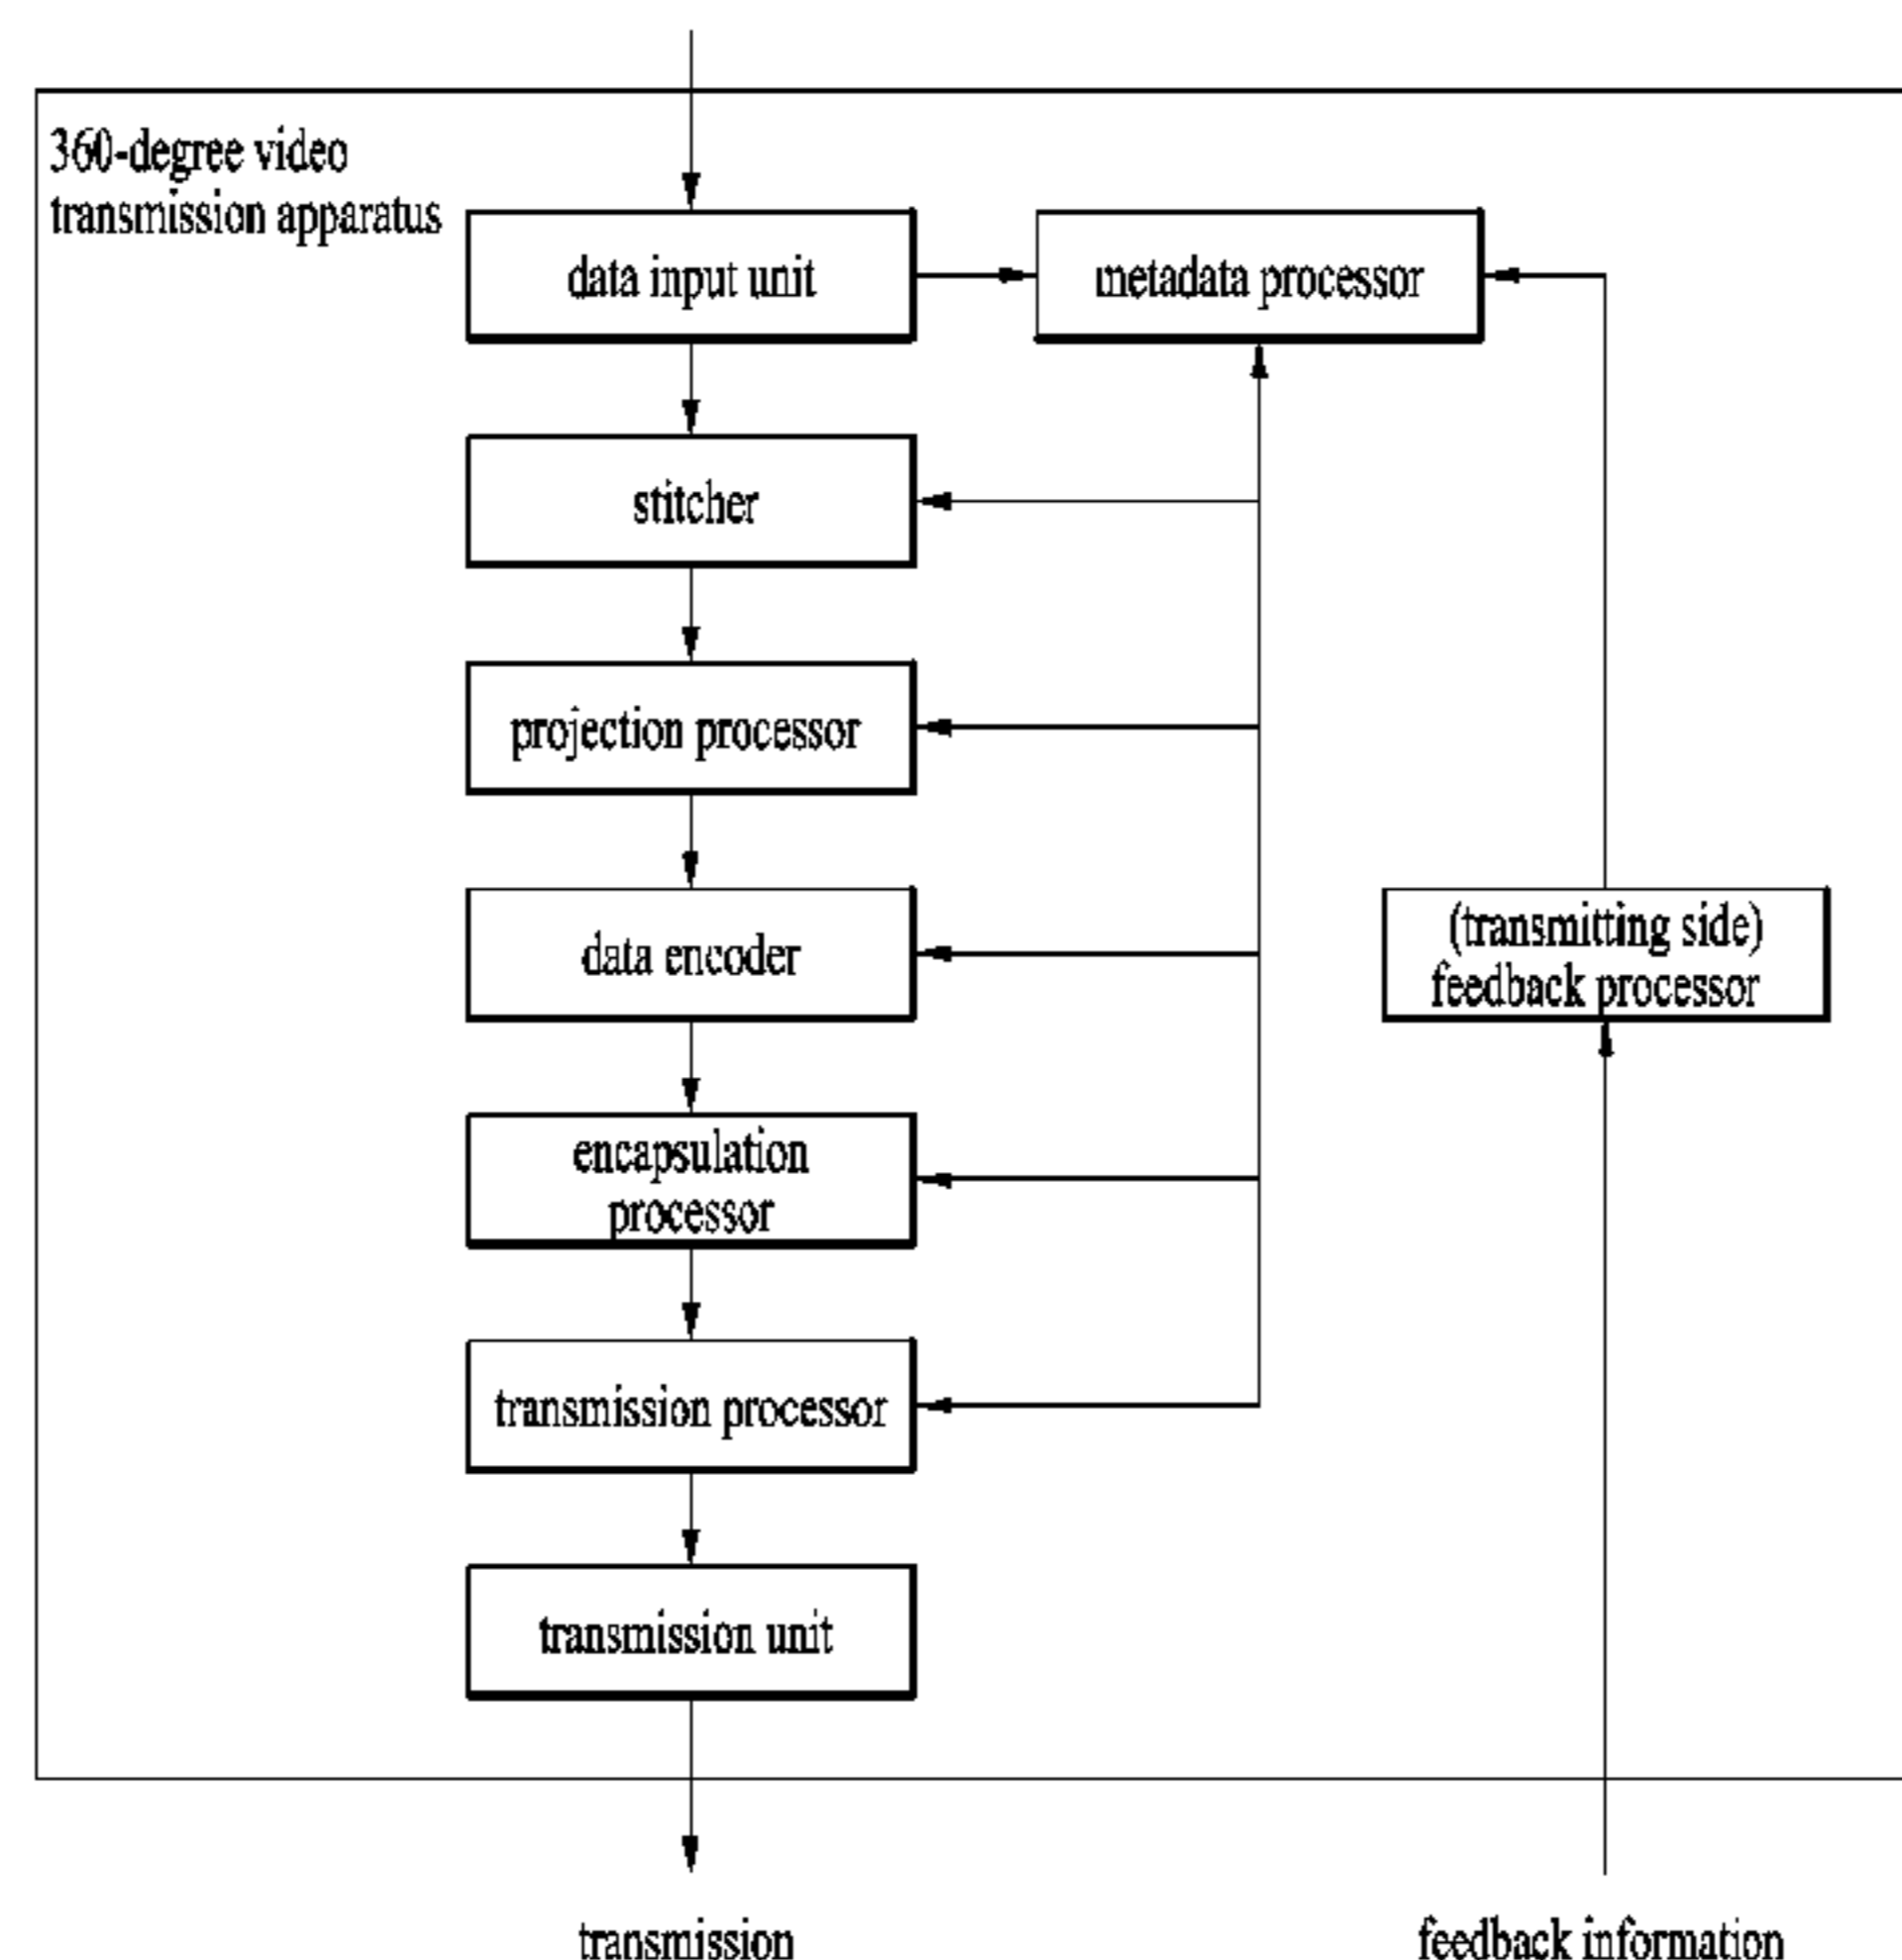 360-degree video
transmission apparatus
data input unit
metadata processor
stitcher
projection processor
data encoder
(transmitting side)
feedback processor
encapsulation
processor
transmission processor
transmission unit
transmission
feedback information